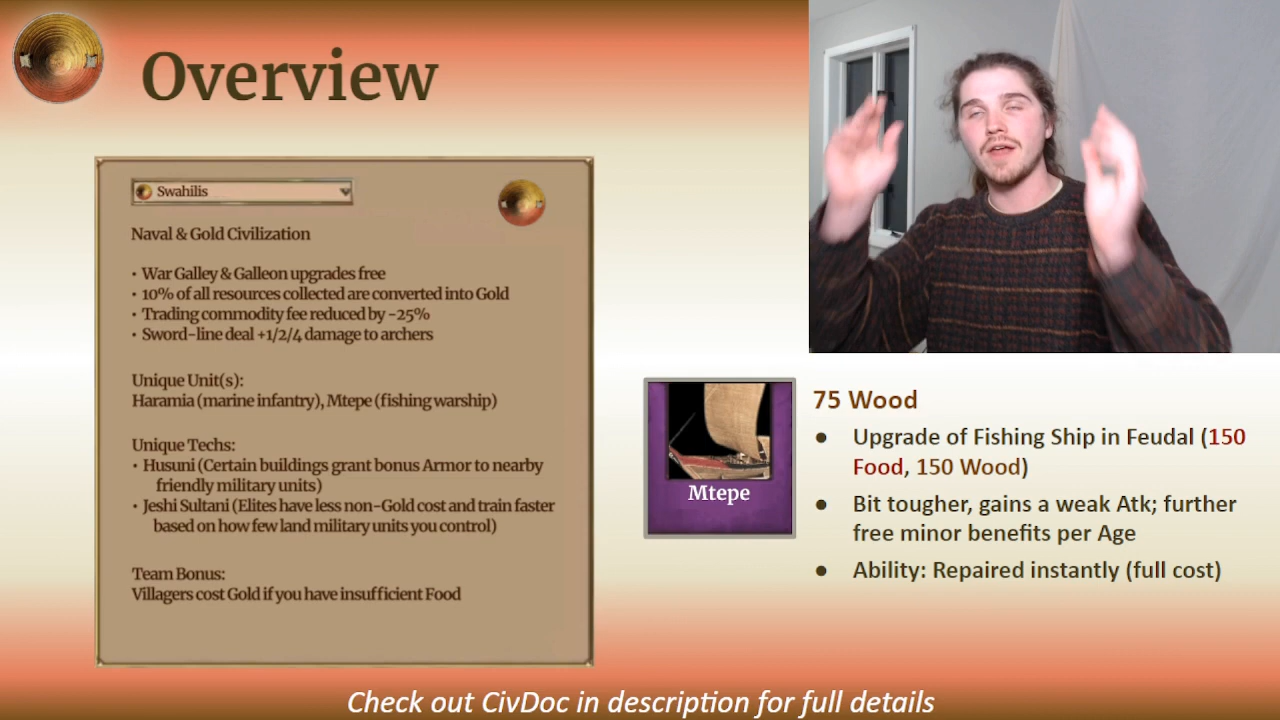 Overview
Swahilis
Naval & Gold Civilization
• War Galley & Galleon upgrades free
• 10% of all resources collected are converted into Gold
• Trading commodity fee reduced by -25%
• Sword-line deal +1/2/4 damage to archers
Unique Unit(s):
Haramia (marine infantry), Mtepe (fishing warship)
Unique Techs:
• Husuni (Certain buildings grant bonus Armor to nearby
friendly military units)
• Jeshi Sultani (Elites have less non-Gold cost and train faster
based on how few land military units you control)
Team Bonus:
Villagers cost Gold if you have insufficient Food
Mtepe
75 Wood
● Upgrade of Fishing Ship in Feudal (150
Food, 150 Wood)
● Bit tougher, gains a weak Atk; further
free minor benefits per Age
● Ability: Repaired instantly (full cost)
Check out CivDoc in description for full details